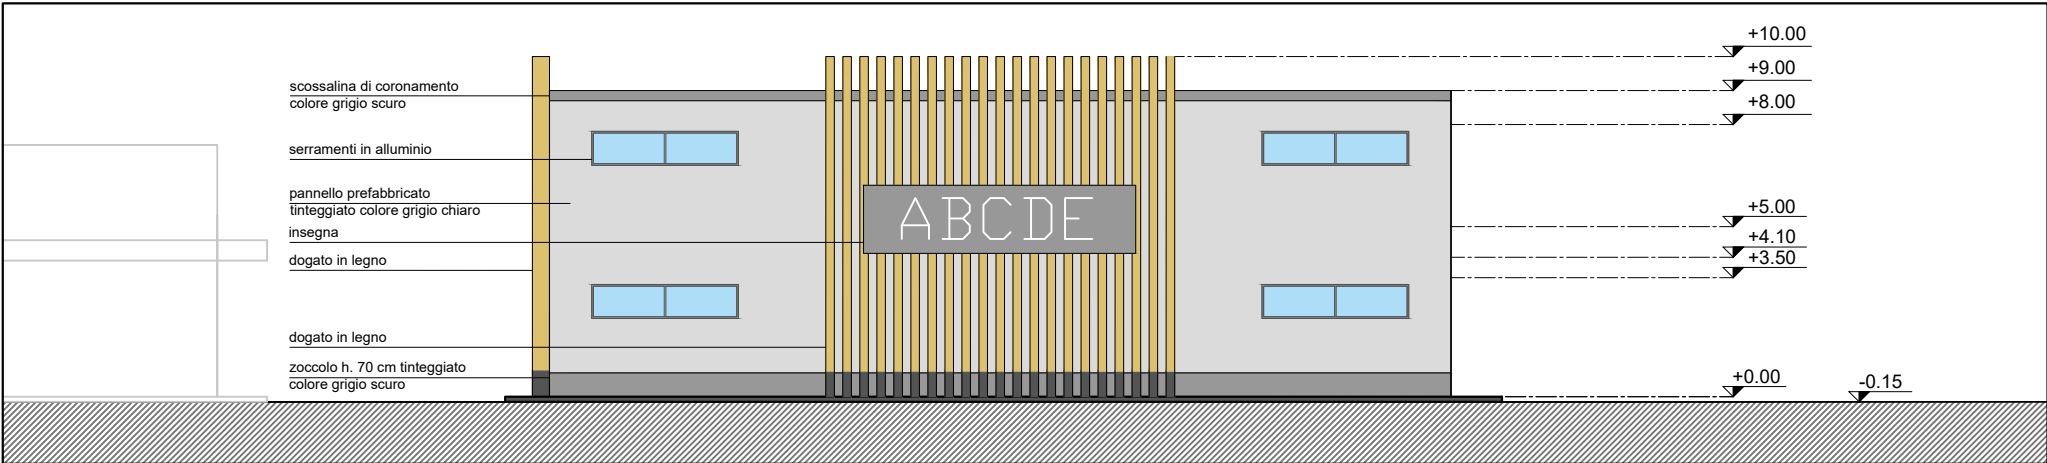 scossalina di coronamento
colore grigio scuro
serramenti in alluminio
pannello prefabbricato
tinteggiato colore grigio chiaro
insegna
dogato in legno
dogato in legno
zoccolo h. 70 cm tinteggiato
colore grigio scuro
ABCDE
+10.00
+9.00
+8.00
+5.00
+4.10
+3.50
+0.00
-0.15